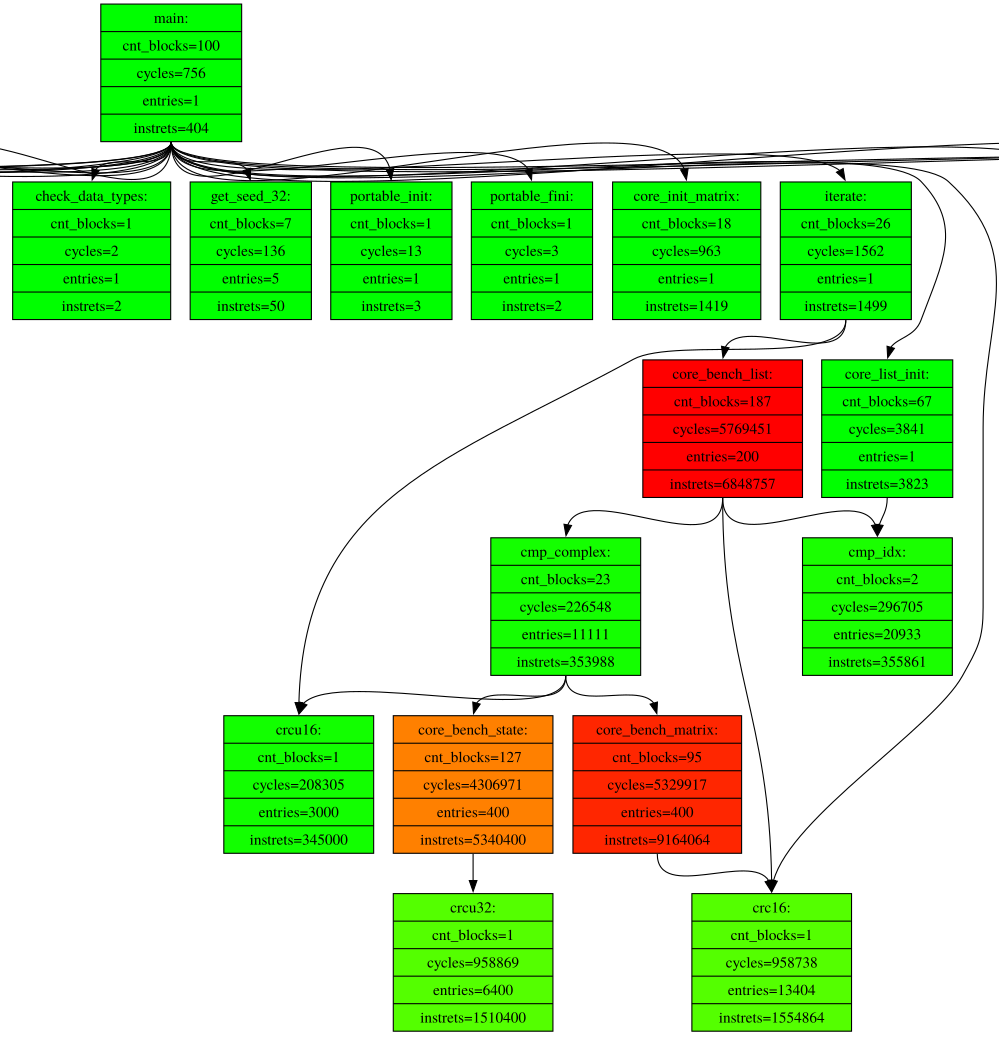 main:
cnt_blocks=100
cycles=756
entries=1
instrets=404
check_data_types:
cnt_blocks=1
cycles=2
entries=1
instrets=2
get_seed_32:
cnt_blocks=7
cycles=136
entries=5
instrets=50
portable_init:
cnt_blocks=1
cycles=13
entries=1
instrets=3
portable_fini:
cnt_blocks=1
cycles=3
entries=1
instrets=2
core_init_matrix:
cnt_blocks=18
cycles=963
entries=1
instrets=1419
iterate:
cnt_blocks=26
cycles=1562
entries=1
instrets=1499
core_bench_list:
cnt_blocks=187
cycles=5769451
entries=200
instrets=6848757
core_list_init:
cnt_blocks=67
cycles=3841
entries=1
instrets=3823
cmp_complex:
cnt_blocks=23
cycles=226548
entries=11111
instrets=353988
cmp_idx:
cnt_blocks=2
cycles=296705
entries=20933
instrets=355861
crcu16:
cnt_blocks=1
cycles=208305
entries=3000
instrets=345000
core_bench_state:
cnt_blocks=127
cycles=4306971
entries=400
instrets=5340400
core_bench_matrix:
cnt_blocks=95
cycles=5329917
entries=400
instrets=9164064
crcu32:
cnt_blocks=1
cycles=958869
entries=6400
instrets=1510400
crc16:
cnt_blocks=1
cycles=958738
entries=13404
instrets=1554864